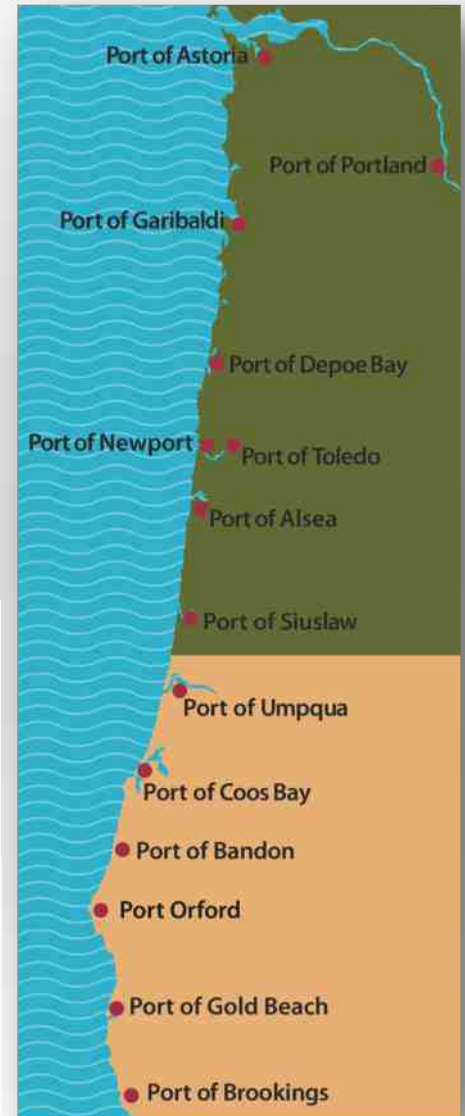 Port of Astoria
Port of Portland
Port of Garibaldi
Port of Depoe Bay
Port of Newport
Port of Toledo
Port of Alsea
Port of Siuslaw
Port of Umpqua
Port of Coos Bay
Port of Bandon
Port Orford
Port of Gold Beach
Port of Brookings